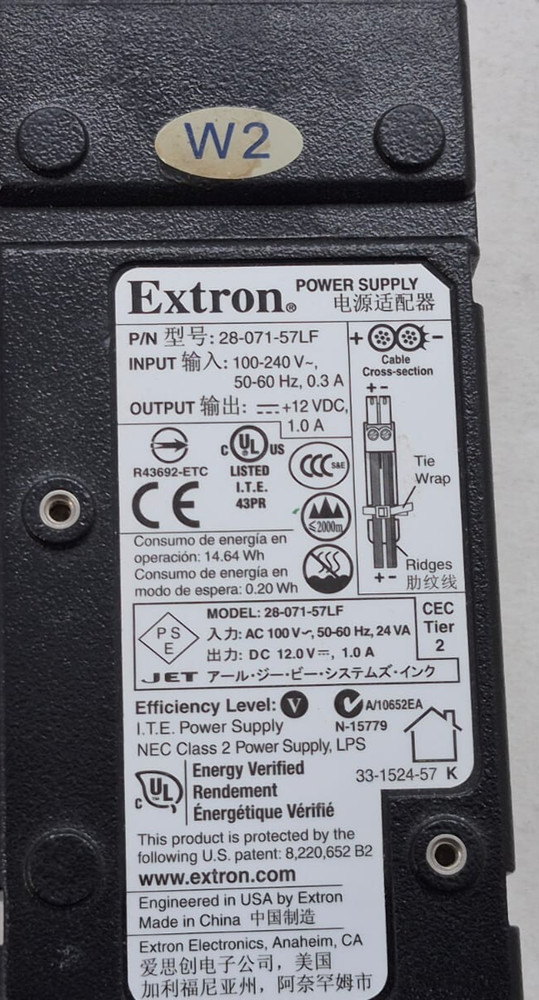 W2
Extron® POWER SUPPLY
电源适配器
P/N 型号: 28-071-57LF
INPUT 输入: 100-240 V~,
50-60 Hz, 0.3 A
OUTPUT 输出: ⎓+12 VDC,
1.0 A
+ -
Cable
Cross-section
+ -
Tie
Wrap
Ridges
肋纹线
+ -
R43692-ETC
C UL US
LISTED
I.T.E.
43PR
CCC S&E
CE
≤2000m
Consumo de energía en
operación: 14.64 Wh
Consumo de energía en
modo de espera: 0.20 Wh
PS
E
MODEL: 28-071-57LF
入力: AC 100 V~, 50-60 Hz, 24 VA
出力: DC 12.0 V⎓, 1.0 A
JET アール・ジー・ビー・システムズ・インク
CEC
Tier
2
Efficiency Level: V
I.T.E. Power Supply
NEC Class 2 Power Supply, LPS
A/10652EA
N-15779
33-1524-57 K
C UL
Energy Verified
Rendement
Énergétique Vérifié
This product is protected by the
following U.S. patent: 8,220,652 B2
www.extron.com
Engineered in USA by Extron
Made in China 中国制造
Extron Electronics, Anaheim, CA
爱思创电子公司，美国
加利福尼亚州，阿奈罕姆市